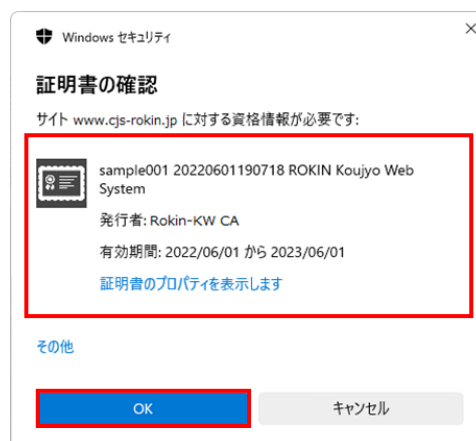 Windows セキュリティ
証明書の確認
サイト www.cjs-rokin.jp に対する資格情報が必要です:
sample001 20220601190718 ROKIN Koujyo Web
System
発行者: Rokin-KW CA
有効期間: 2022/06/01 から 2023/06/01
証明書のプロパティを表示します
その他
OK
キャンセル